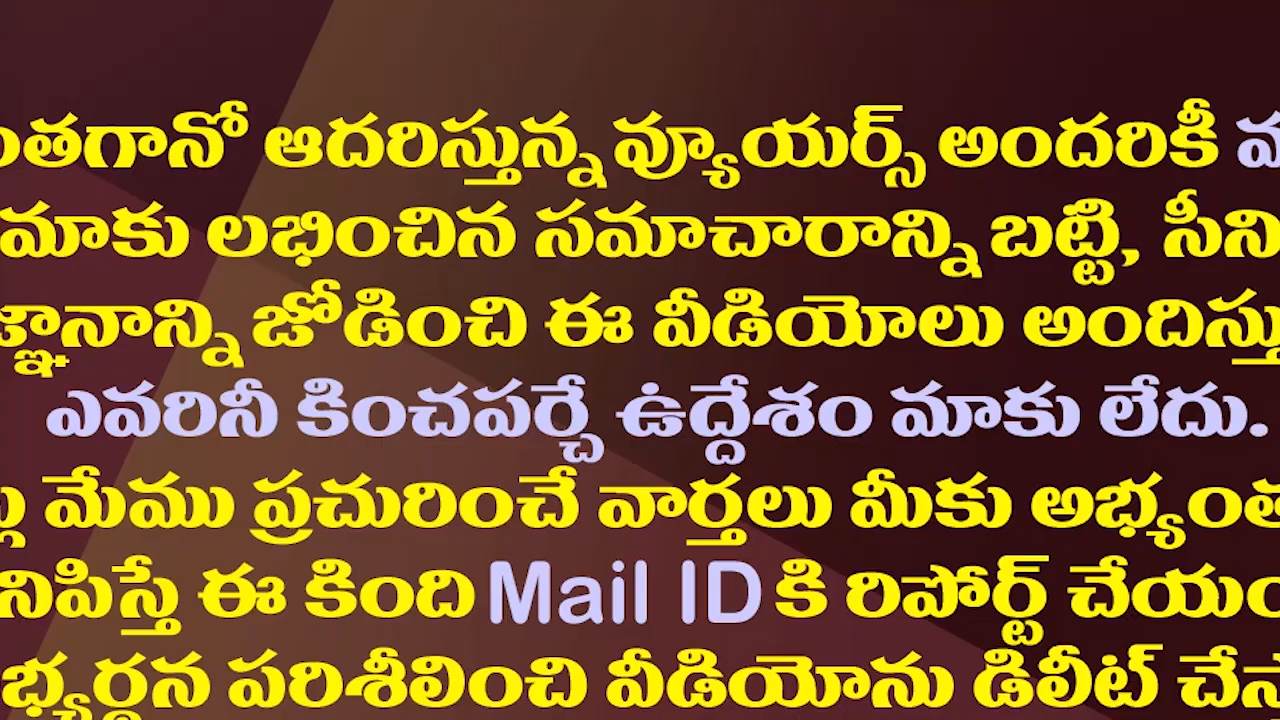 ంతగానో ఆదరిస్తున్న వ్యూయర్స్ అందరికీ
మాకు లభించిన సమాచారాన్ని బట్టి, సీని
జ్ఞానాన్ని జోడించి ఈ వీడియోలు అందిస్తు
ఎవరినీ కించపర్చే ఉద్దేశం మాకు లేదు.
మేము ప్రచురించే వార్తలు మీకు అభ్యంత
నిపిస్తే ఈ కింది Mail ID కి రిపోర్ట్ చేయం
భ్యర్థన పరిశీలించి వీడియోను డిలీట్ చేస